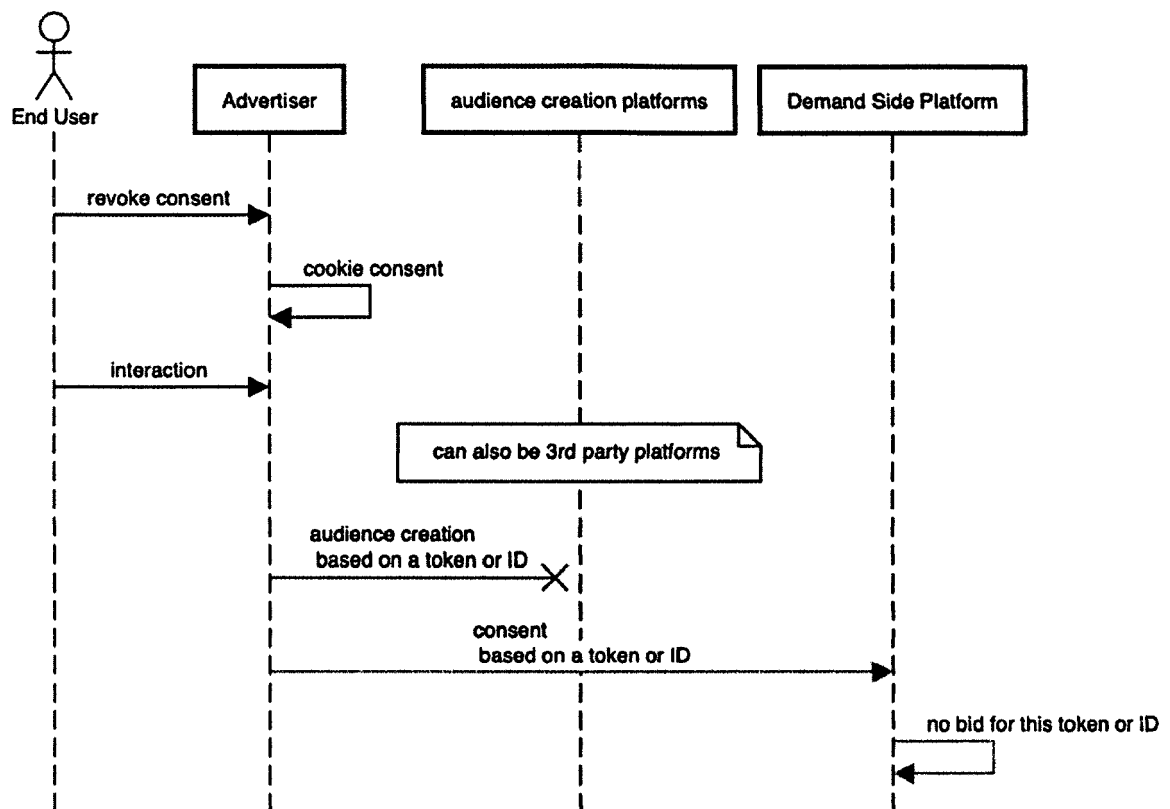 End User
Advertiser
audience creation platforms
Demand Side Platform
revoke consent
cookie consent
interaction
can also be 3rd party platforms
audience creation
based on a token or ID
consent
based on a token or ID
no bid for this token or ID